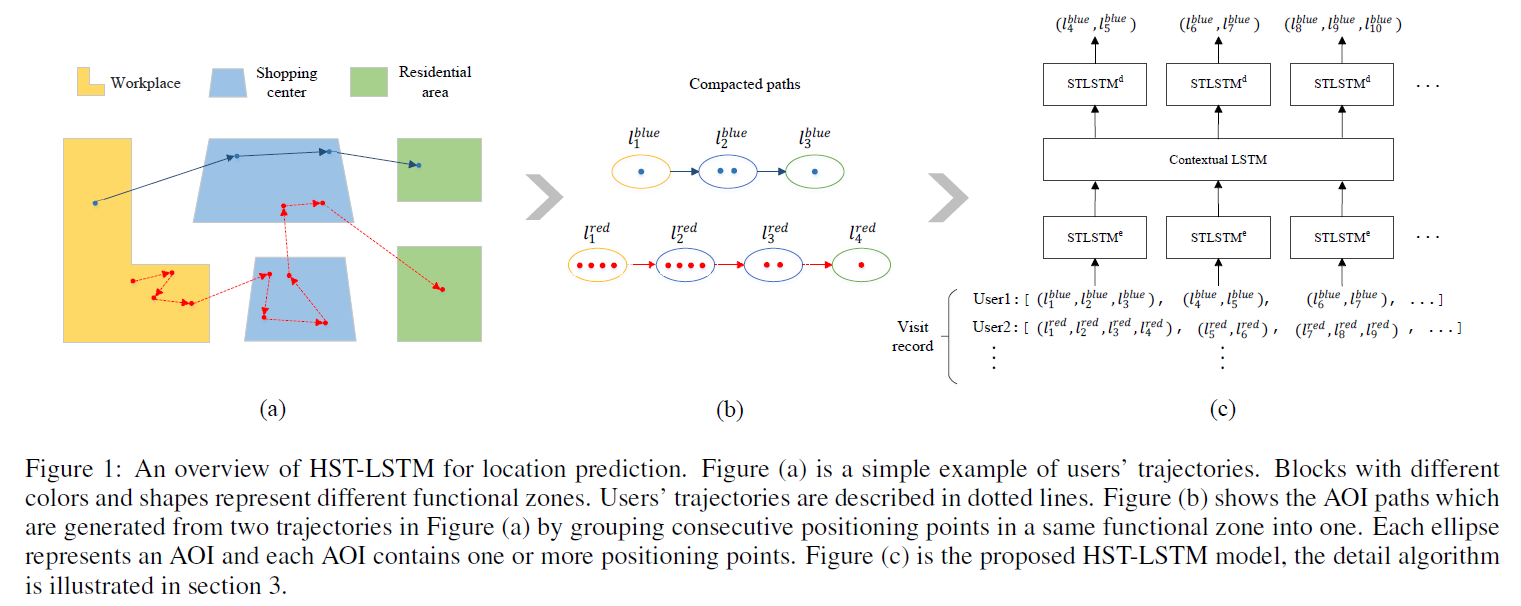 Workplace
Shopping
center
Residential
area
Compacted paths
l_1^{blue} l_2^{blue} l_3^{blue}
l_1^{red} l_2^{red} l_3^{red} l_4^{red}
(l_4^{blue}, l_5^{blue}) (l_6^{blue}, l_7^{blue}) (l_8^{blue}, l_9^{blue}, l_{10}^{blue})
STLSTM^d STLSTM^d STLSTM^d ...
Contextual LSTM
STLSTM^e STLSTM^e STLSTM^e ...
Visit
record
User1:[ (l_1^{blue}, l_2^{blue}, l_3^{blue}), (l_4^{blue}, l_5^{blue}), (l_6^{blue}, l_7^{blue}), ...]
User2:[ (l_1^{red}, l_2^{red}, l_3^{red}, l_4^{red}), (l_5^{red}, l_6^{red}), (l_7^{red}, l_8^{red}, l_9^{red}), ...]
(a) (b) (c)
Figure 1: An overview of HST-LSTM for location prediction. Figure (a) is a simple example of users' trajectories. Blocks with different
colors and shapes represent different functional zones. Users' trajectories are described in dotted lines. Figure (b) shows the AOI paths which
are generated from two trajectories in Figure (a) by grouping consecutive positioning points in a same functional zone into one. Each ellipse
represents an AOI and each AOI contains one or more positioning points. Figure (c) is the proposed HST-LSTM model, the detail algorithm
is illustrated in section 3.